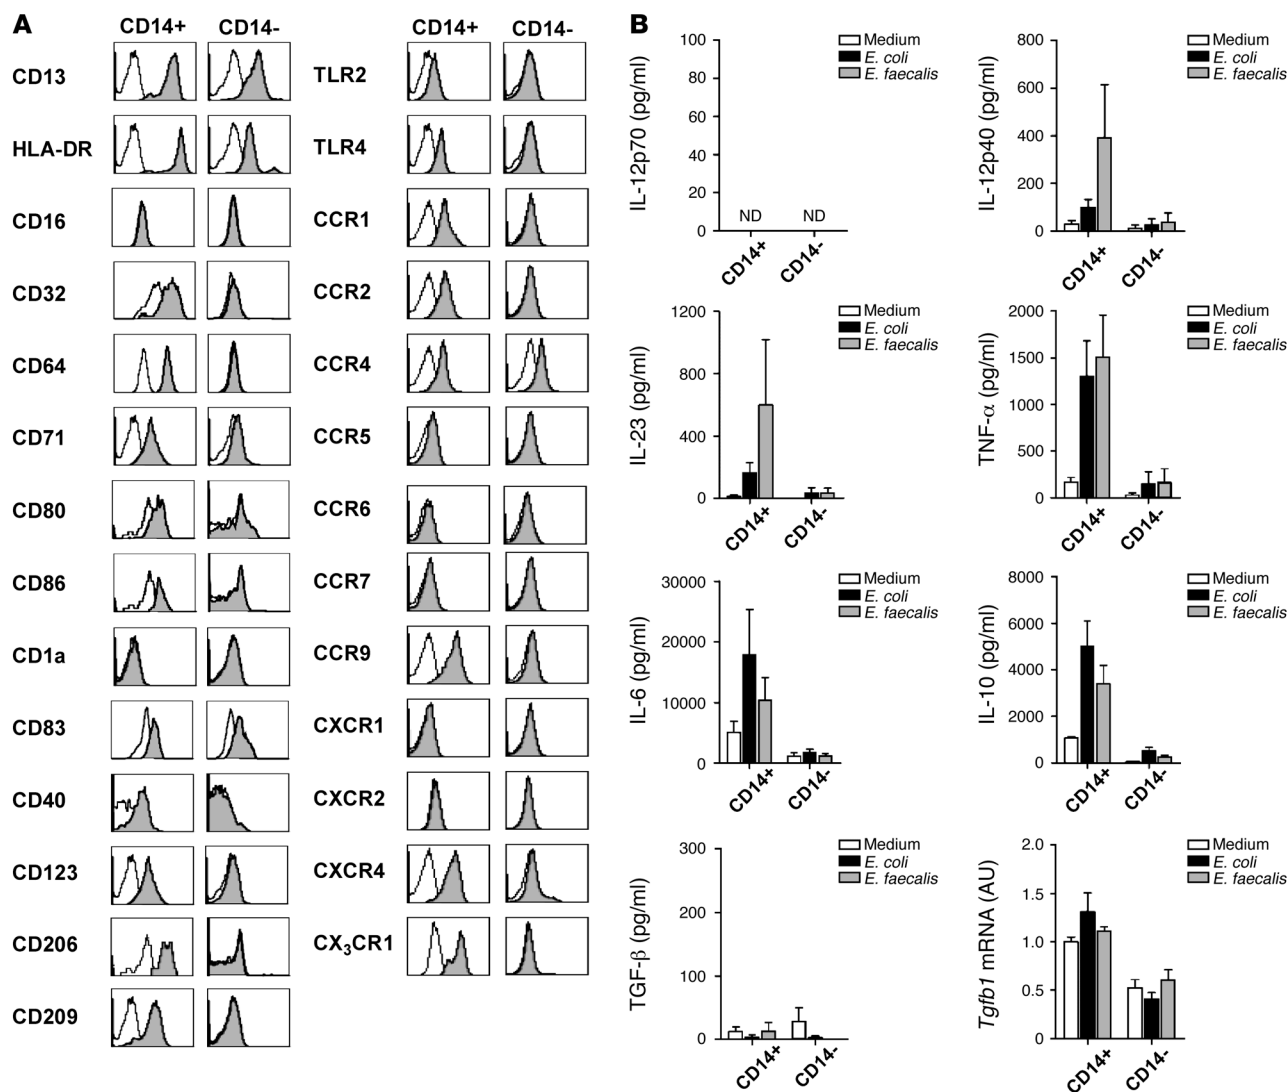 A
CD14+ CD14- CD14+ CD14-
CD13 TLR2
HLA-DR TLR4
CD16 CCR1
CD32 CCR2
CD64 CCR4
CD71 CCR5
CD80 CCR6
CD86 CCR7
CD1a CCR9
CD83 CXCR1
CD40 CXCR2
CD123 CXCR4
CD206 CX3CR1
CD209
B
IL-12p70 (pg/ml)
100
80
60
40
20
0
ND ND
CD14+ CD14-
Medium
E. coli
E. faecalis
IL-12p40 (pg/ml)
800
600
400
200
0
CD14+ CD14-
Medium
E. coli
E. faecalis
IL-23 (pg/ml)
1200
800
400
0
CD14+ CD14-
Medium
E. coli
E. faecalis
TNF-α (pg/ml)
2000
1500
1000
500
0
CD14+ CD14-
Medium
E. coli
E. faecalis
IL-6 (pg/ml)
30000
20000
10000
0
CD14+ CD14-
Medium
E. coli
E. faecalis
IL-10 (pg/ml)
8000
6000
4000
2000
0
CD14+ CD14-
Medium
E. coli
E. faecalis
TGF-β (pg/ml)
300
200
100
0
CD14+ CD14-
Medium
E. coli
E. faecalis
Tgfb1 mRNA (AU)
2.0
1.5
1.0
0.5
0
CD14+ CD14-
Medium
E. coli
E. faecalis